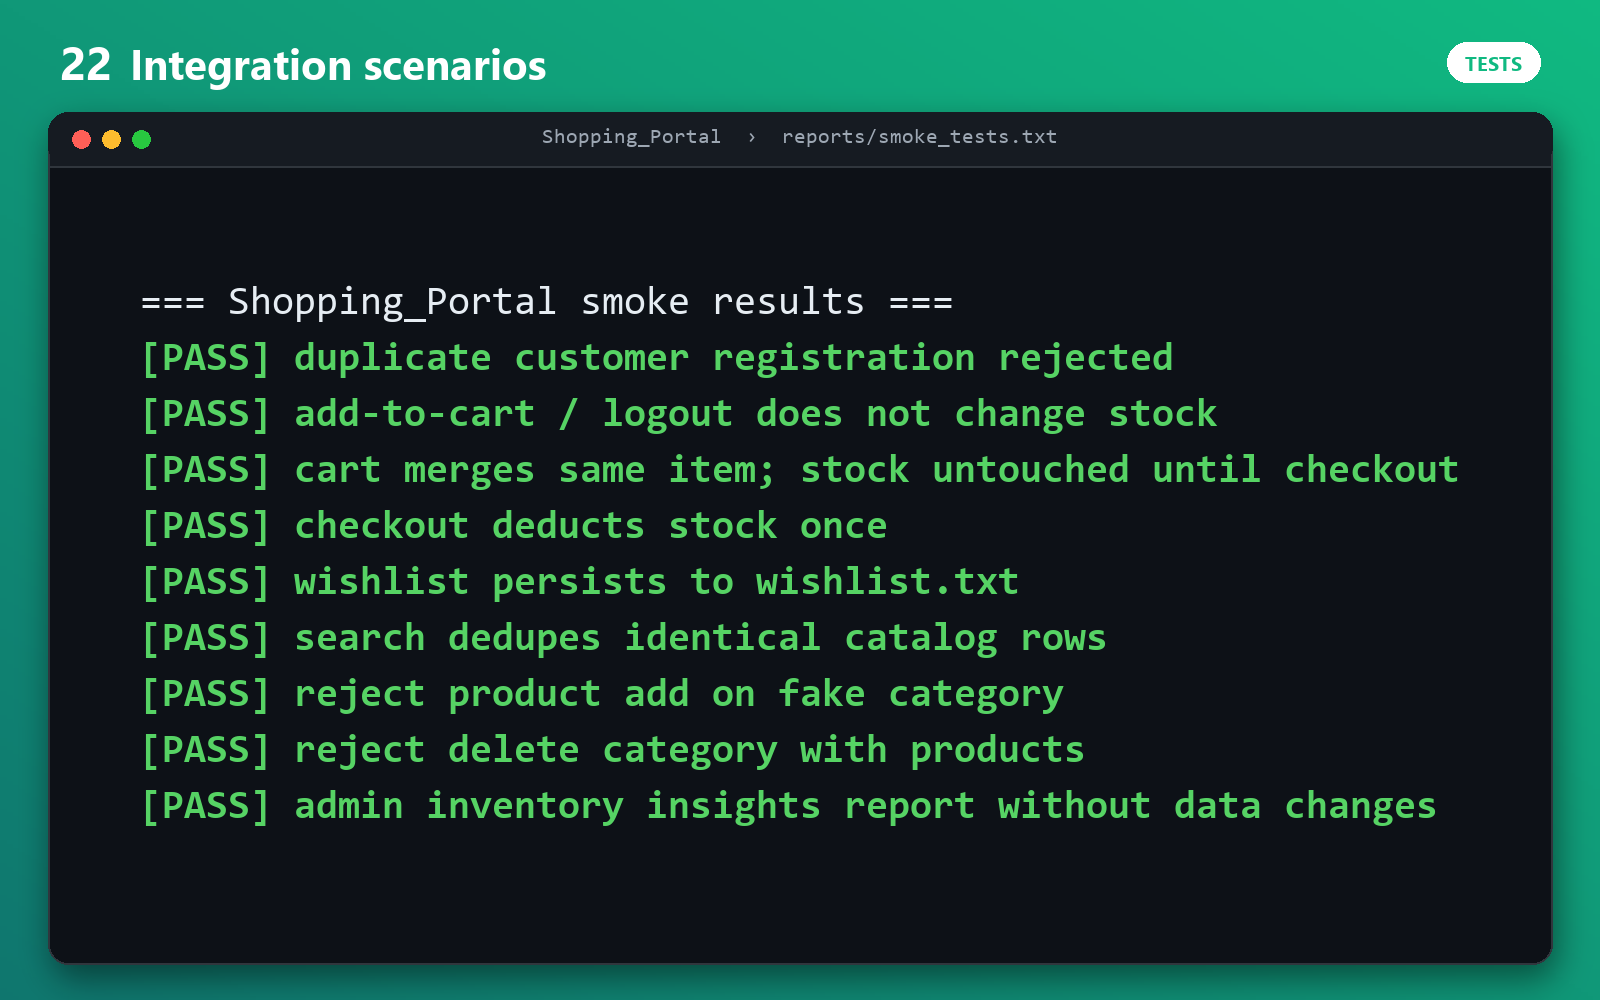 22 Integration scenarios
TESTS
Shopping_Portal › reports/smoke_tests.txt
=== Shopping_Portal smoke results ===
[PASS] duplicate customer registration rejected
[PASS] add-to-cart / logout does not change stock
[PASS] cart merges same item; stock untouched until checkout
[PASS] checkout deducts stock once
[PASS] wishlist persists to wishlist.txt
[PASS] search dedupes identical catalog rows
[PASS] reject product add on fake category
[PASS] reject delete category with products
[PASS] admin inventory insights report without data changes